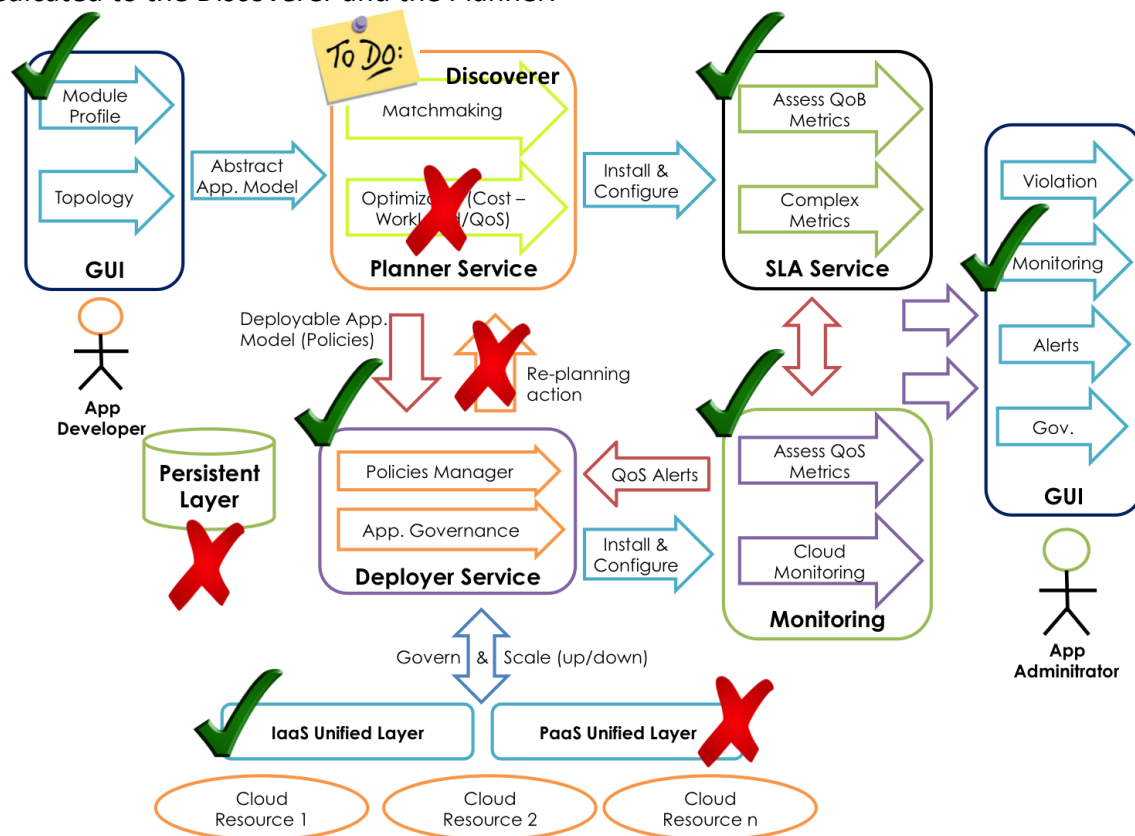 to the Discoverer and the Planner.
TO DO:
Discoverer
Module
Profile
Topology
GUI
Abstract
App. Model
Matchmaking
(Cost –
Planner Service
Install &
Configure
Assess QoB
Metrics
Complex
Metrics
SLA Service
Violation
Monitoring
Alerts
Gov.
GUI
App
Developer
Deployable App.
Model (Policies)
Re-planning
action
Persistent
Layer
Policies Manager
App. Governance
Deployer Service
QoS Alerts
Install &
Configure
Assess QoS
Metrics
Cloud
Monitoring
Monitoring
App
Adminitrator
Govern & Scale (up/down)
IaaS Unified Layer
PaaS Unified Layer
Cloud
Resource 1
Cloud
Resource 2
Cloud
Resource n